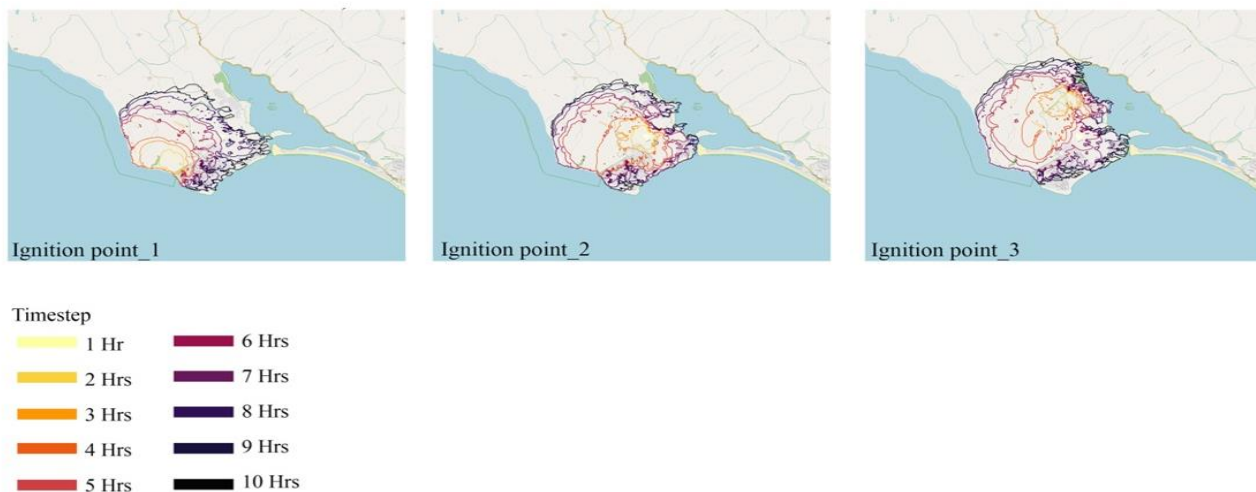 Ignition point_1
Ignition point_2
Ignition point_3
Timestep
1 Hr
2 Hrs
3 Hrs
4 Hrs
5 Hrs
6 Hrs
7 Hrs
8 Hrs
9 Hrs
10 Hrs